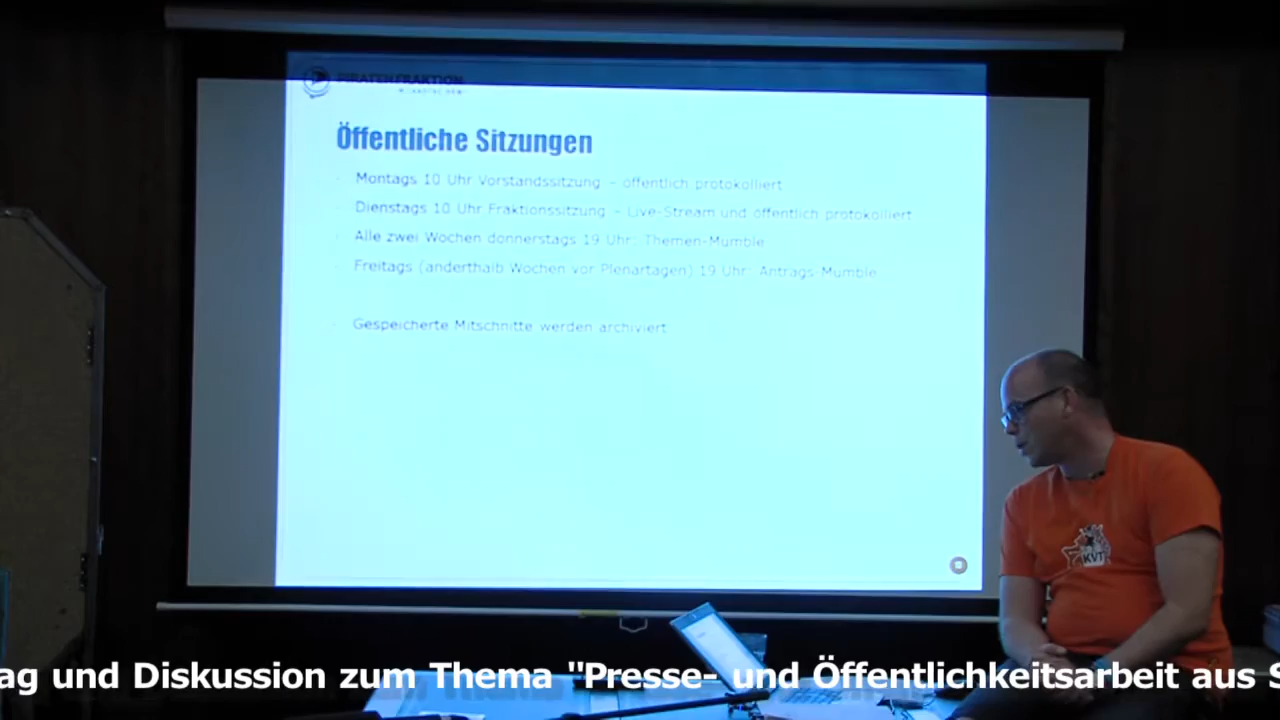 PIRATENFRAKTION
Öffentliche Sitzungen
Montags 10 Uhr Vorstandssitzung – öffentlich protokolliert
Dienstags 10 Uhr Fraktionssitzung – Live-Stream und öffentlich protokolliert
Alle zwei Wochen donnerstags 19 Uhr: Themen-Mumble
Freitags (anderthalb Wochen vor Plenartagen) 19 Uhr: Antrags-Mumble
Gespeicherte Mitschnitte werden archiviert
KVT
ag und Diskussion zum Thema "Presse- und Öffentlichkeitsarbeit aus S